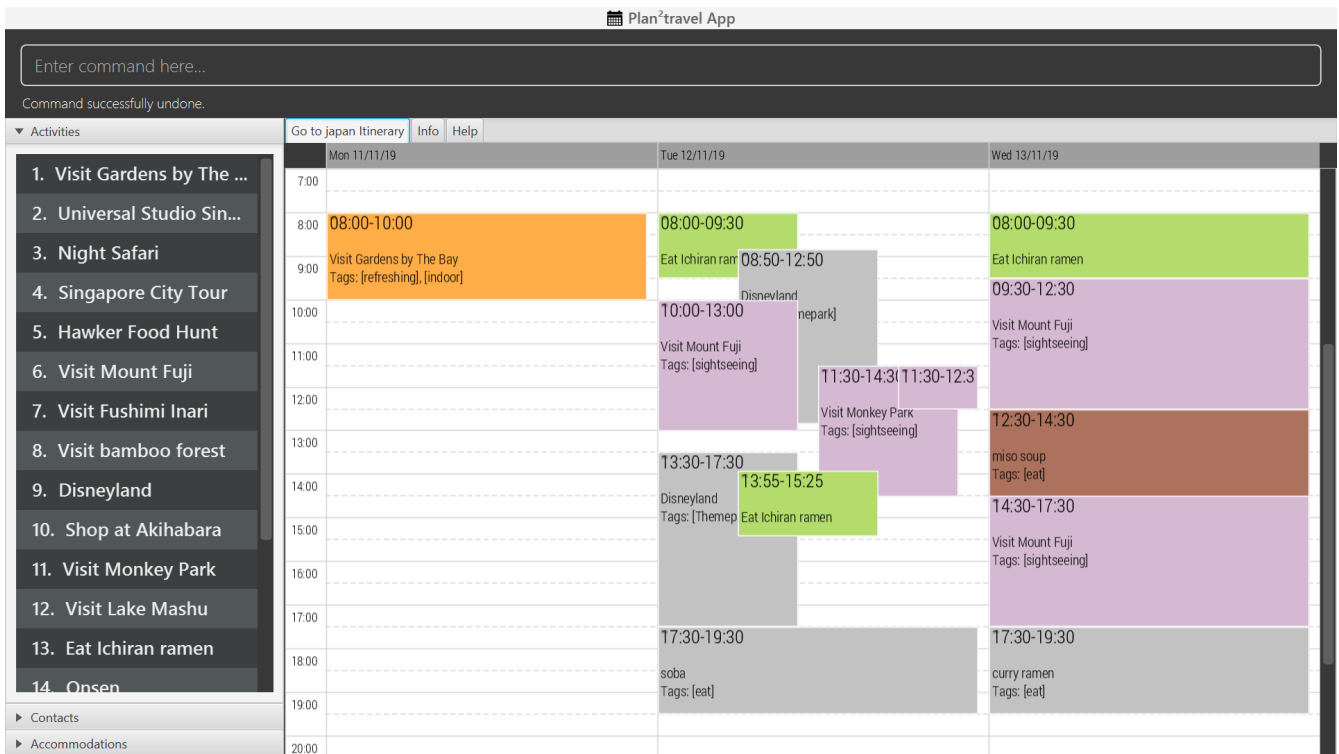 Plan²travel App
Enter command here...
Command successfully undone.
Activities
1. Visit Gardens by The ...
2. Universal Studio Sin...
3. Night Safari
4. Singapore City Tour
5. Hawker Food Hunt
6. Visit Mount Fuji
7. Visit Fushimi Inari
8. Visit bamboo forest
9. Disneyland
10. Shop at Akihabara
11. Visit Monkey Park
12. Visit Lake Mashu
13. Eat Ichiran ramen
14. Onsen
Contacts
Accommodations
Go to japan Itinerary Info Help
Mon 11/11/19 Tue 12/11/19 Wed 13/11/19
7:00
8:00
9:00
10:00
11:00
12:00
13:00
14:00
15:00
16:00
17:00
18:00
19:00
20:00
08:00-10:00
Visit Gardens by The Bay
Tags: [refreshing], [indoor]
08:00-09:30
Eat Ichiran ram
08:50-12:50
Disneyland
mepark]
10:00-13:00
Visit Mount Fuji
Tags: [sightseeing]
11:30-14:3
Visit Monkey Park
Tags: [sightseeing]
11:30-12:3
13:30-17:30
Disneyland
Tags: [Themep
13:55-15:25
Eat Ichiran ramen
17:30-19:30
soba
Tags: [eat]
08:00-09:30
Eat Ichiran ramen
09:30-12:30
Visit Mount Fuji
Tags: [sightseeing]
12:30-14:30
miso soup
Tags: [eat]
14:30-17:30
Visit Mount Fuji
Tags: [sightseeing]
17:30-19:30
curry ramen
Tags: [eat]